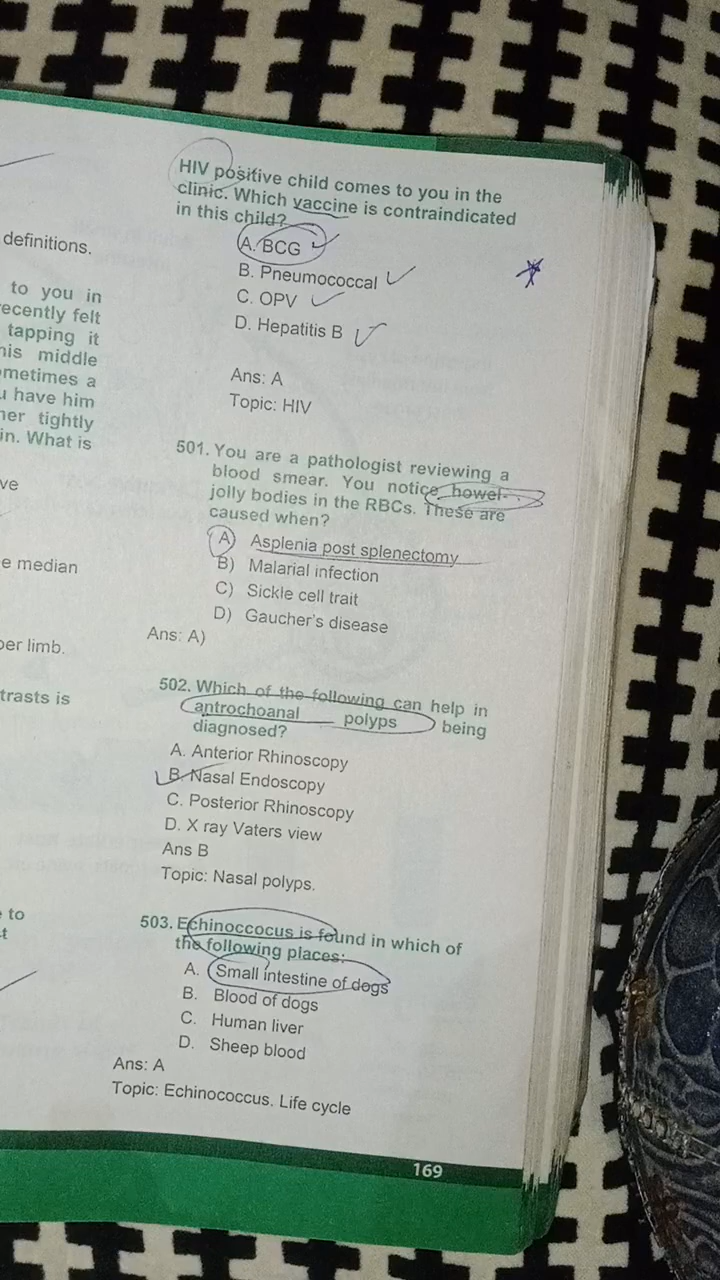 definitions.
to you in
ecently felt
tapping it
his middle
metimes a
u have him
her tightly
in. What is
ve
e median
per limb.
trasts is
to
t
HIV positive child comes to you in the
clinic. Which vaccine is contraindicated
in this child?
A. BCG
B. Pneumococcal
C. OPV
D. Hepatitis B
Ans: A
Topic: HIV
501. You are a pathologist reviewing a
blood smear. You notice howel-
jolly bodies in the RBCs. These are
caused when?
A) Asplenia post splenectomy
B) Malarial infection
C) Sickle cell trait
D) Gaucher's disease
Ans: A)
502. Which of the following can help in
antrochoanal polyps being
diagnosed?
A. Anterior Rhinoscopy
B. Nasal Endoscopy
C. Posterior Rhinoscopy
D. X ray Vaters view
Ans B
Topic: Nasal polyps.
503. Echinoccocus is found in which of
the following places:
A. Small intestine of dogs
B. Blood of dogs
C. Human liver
D. Sheep blood
Ans: A
Topic: Echinococcus. Life cycle
169